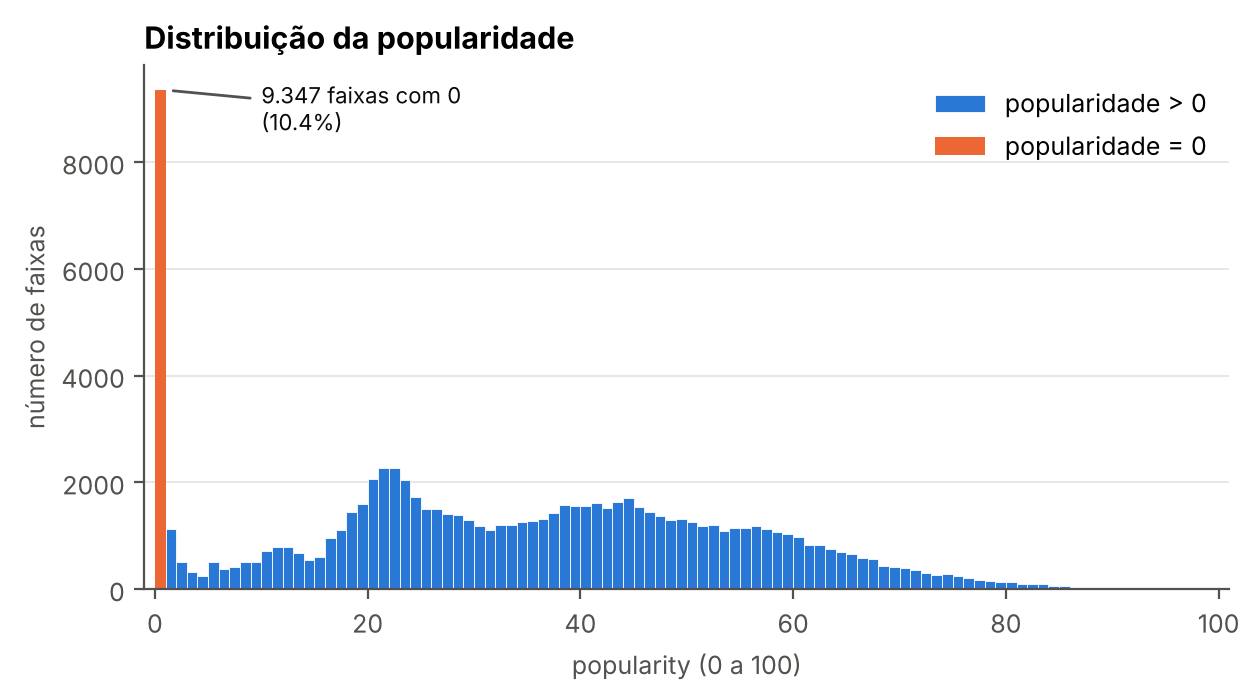 Distribuição da popularidade
9.347 faixas com 0
(10.4%)
popularidade > 0
popularidade = 0
número de faixas
8000
6000
4000
2000
0
0 20 40 60 80 100
popularity (0 a 100)